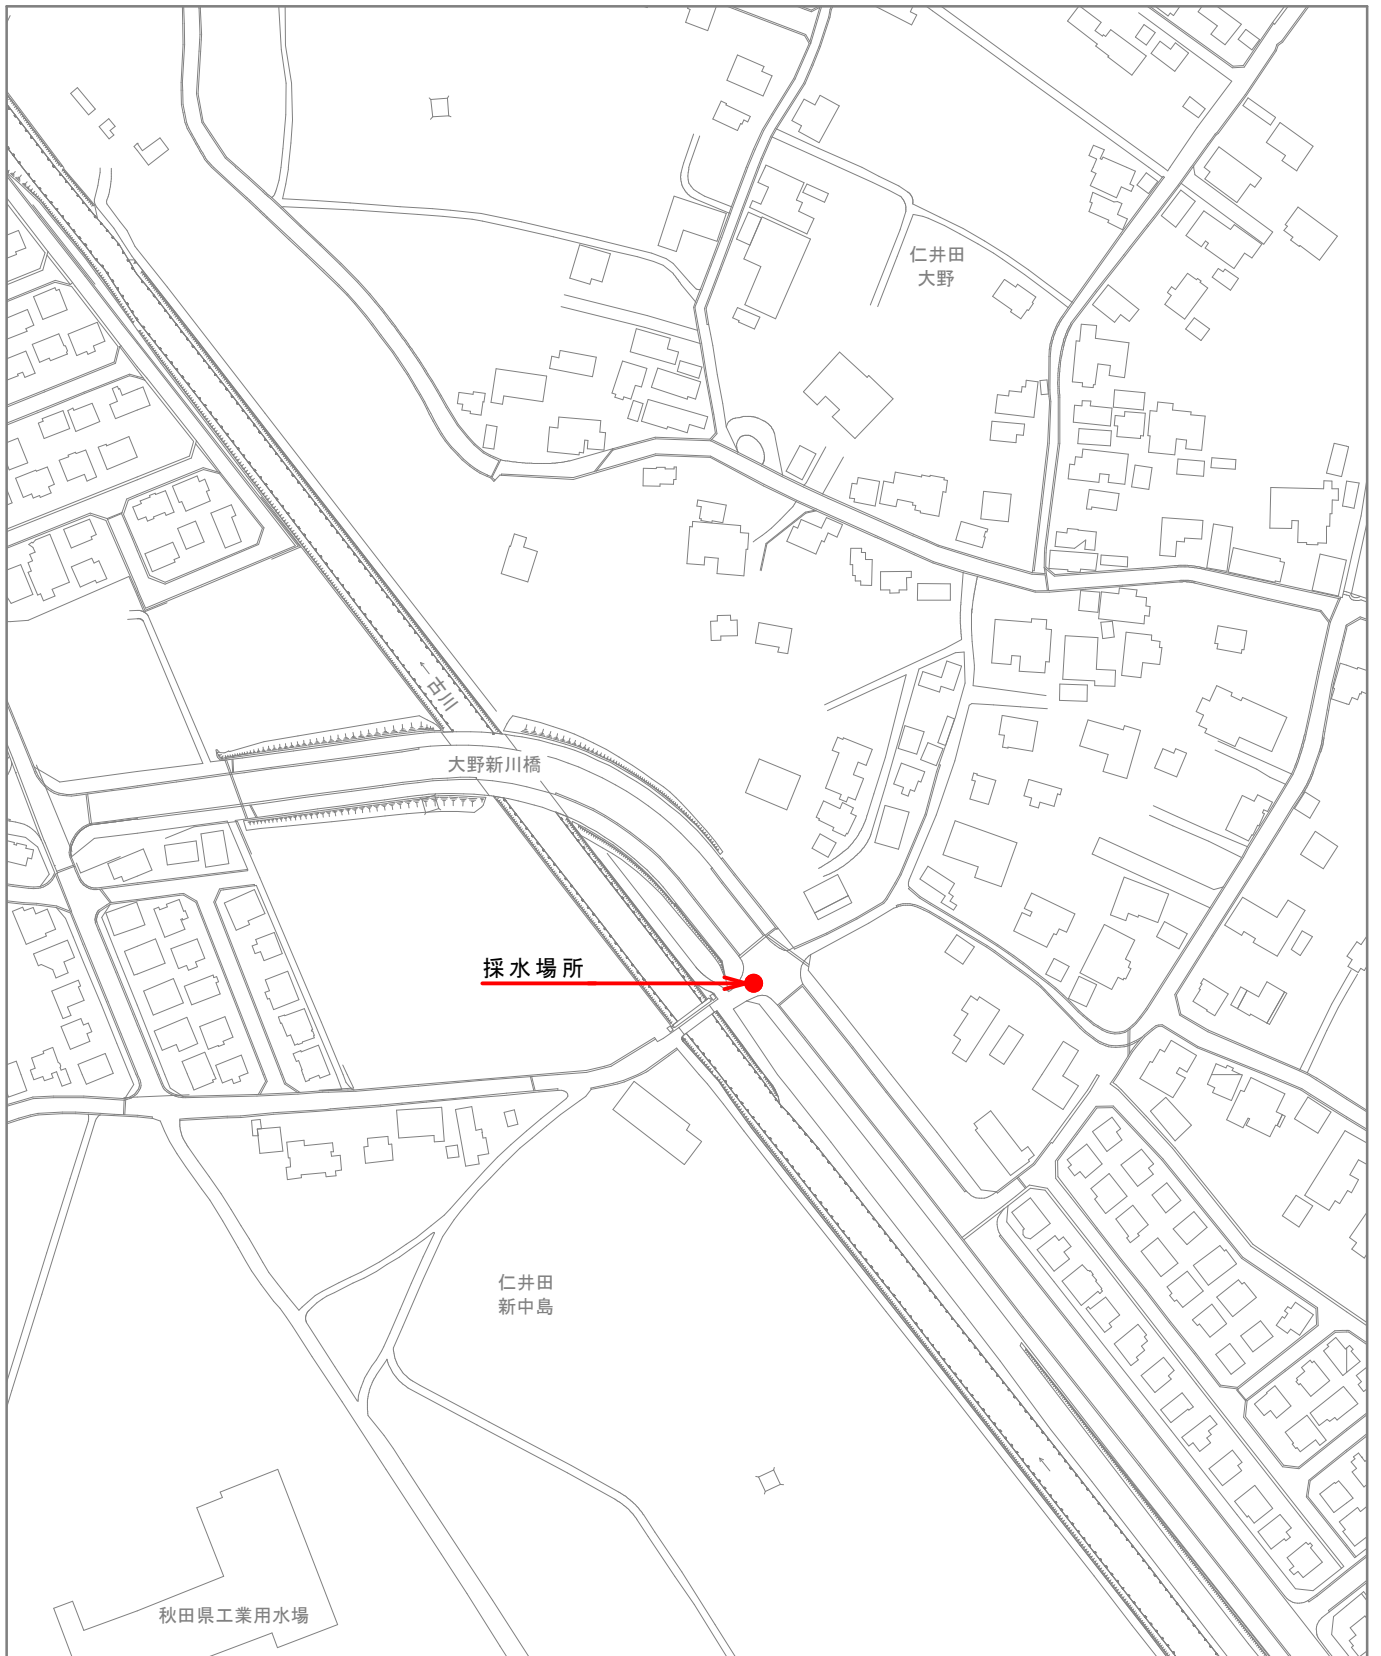 仁井田
大野
←古川
大野新川橋
採水場所
仁井田
新中島
秋田県工業用水場